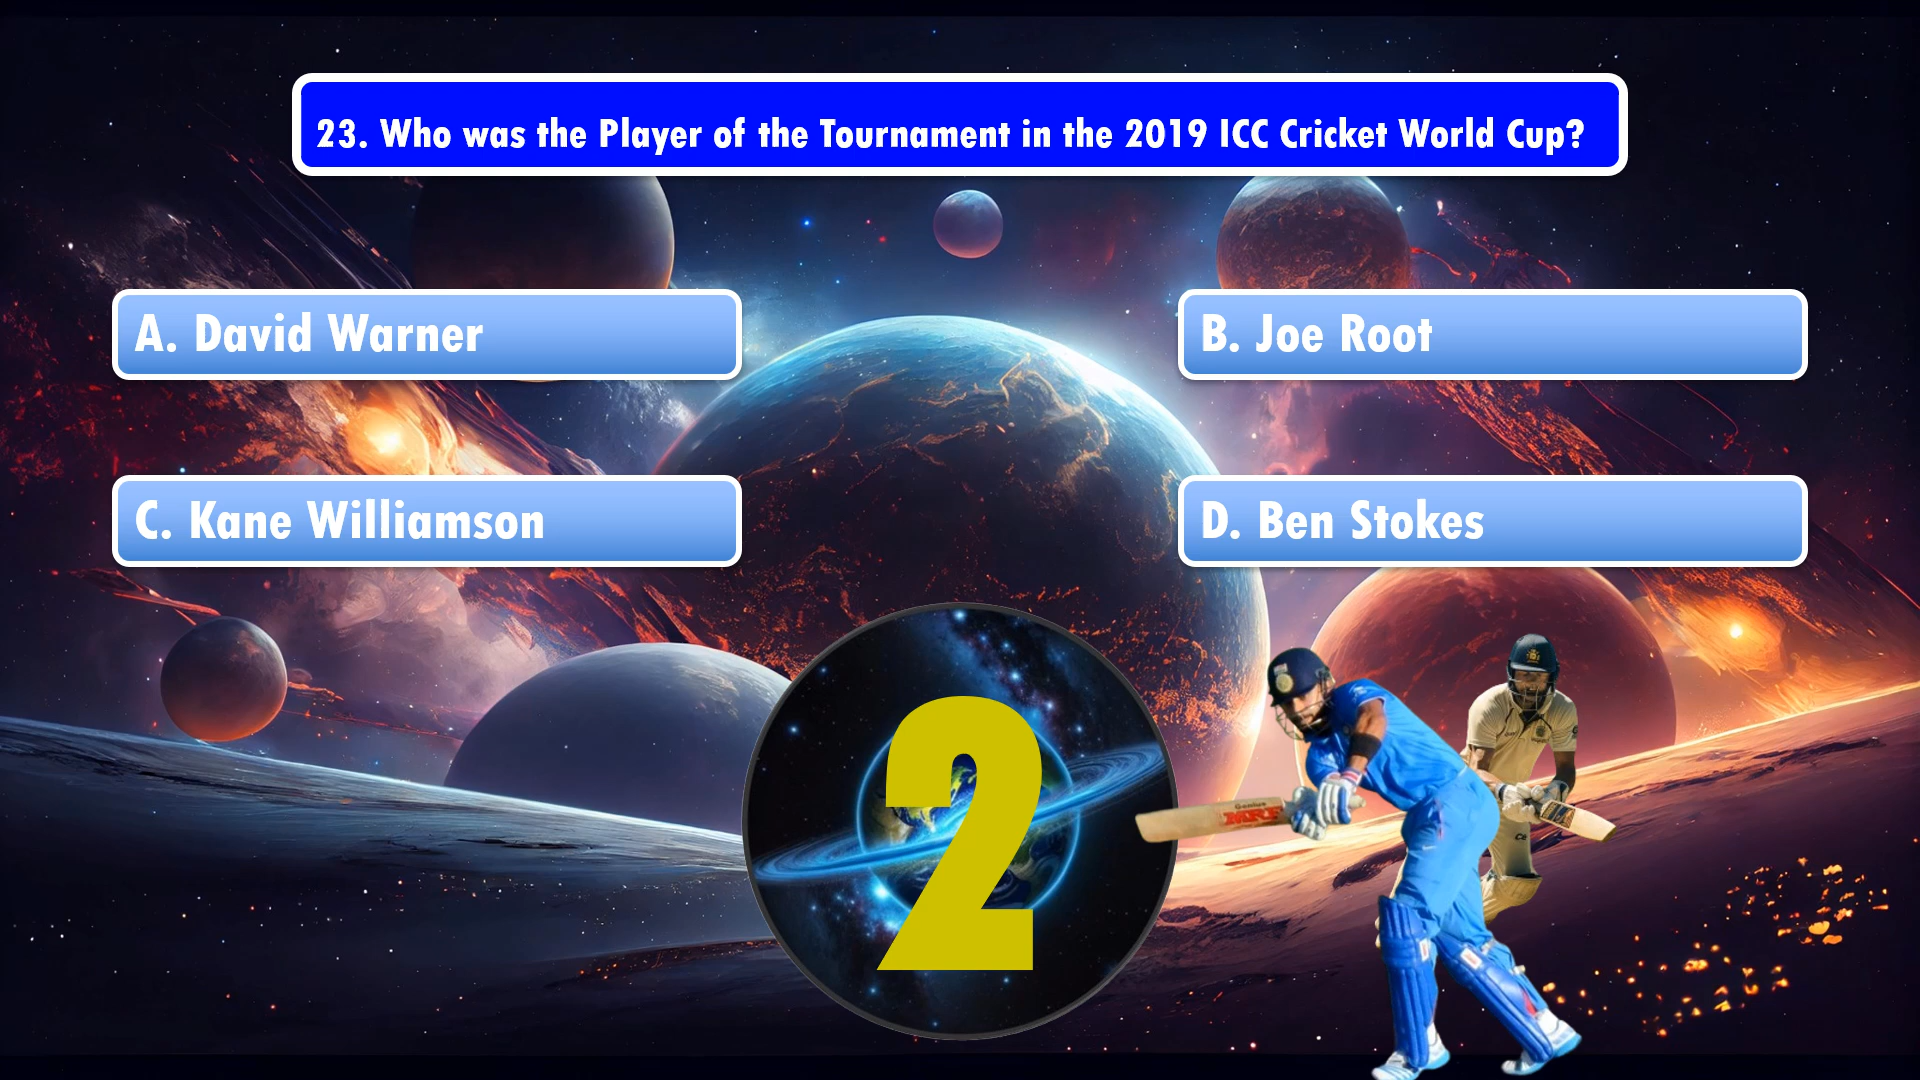 23. Who was the Player of the Tournament in the 2019 ICC Cricket World Cup?
A. David Warner
B. Joe Root
C. Kane Williamson
D. Ben Stokes
2
Genius
MRF